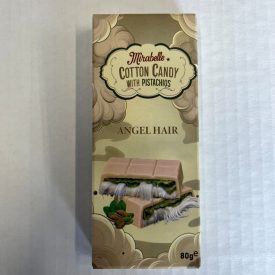 Mirabelle
COTTON CANDY
WITH PISTACHIOS
ANGEL HAIR
80g℮